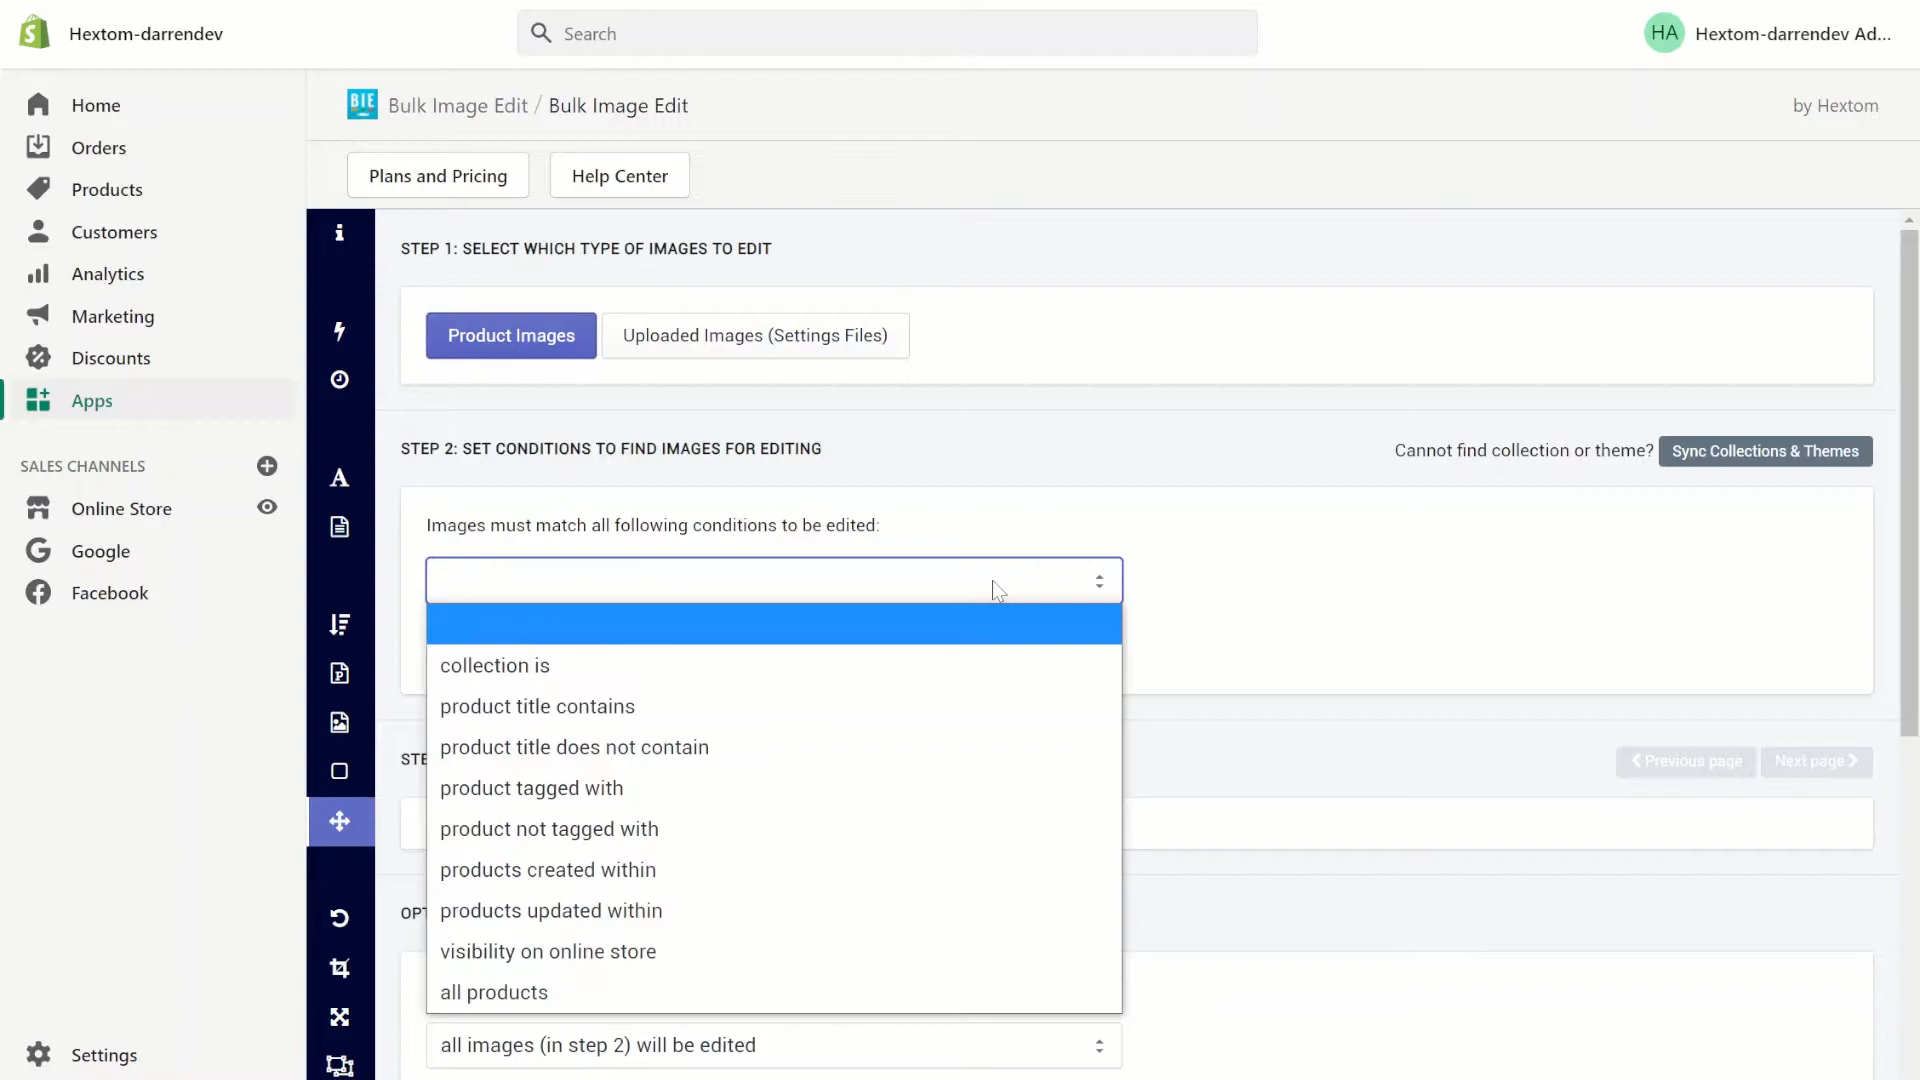 Hextom-darrendev
Search
HA
Hextom-darrendev Ad...
Home
Orders
Products
Customers
Analytics
Marketing
Discounts
Apps
SALES CHANNELS
Online Store
Google
Facebook
Settings
BIE
Bulk Image Edit / Bulk Image Edit
by Hextom
Plans and Pricing
Help Center
STEP 1: SELECT WHICH TYPE OF IMAGES TO EDIT
Product Images
Uploaded Images (Settings Files)
STEP 2: SET CONDITIONS TO FIND IMAGES FOR EDITING
Cannot find collection or theme?
Sync Collections & Themes
Images must match all following conditions to be edited:
collection is
product title contains
product title does not contain
product tagged with
product not tagged with
products created within
products updated within
visibility on online store
all products
STE
Previous page
Next page
OPT
all images (in step 2) will be edited